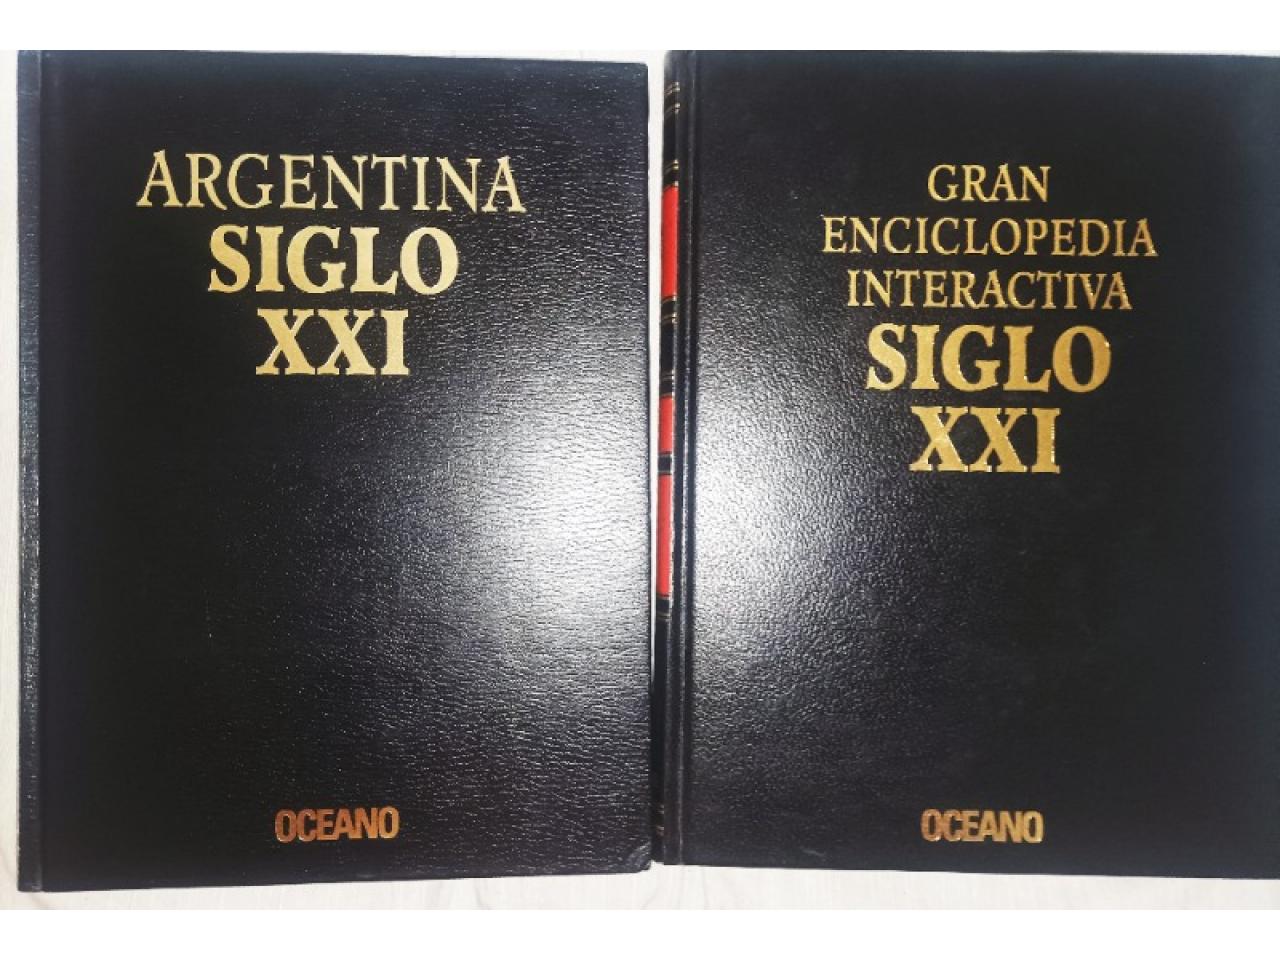 ARGENTINA
SIGLO
XXI
OCEANO
GRAN
ENCICLOPEDIA
INTERACTIVA
SIGLO
XXI
OCEANO